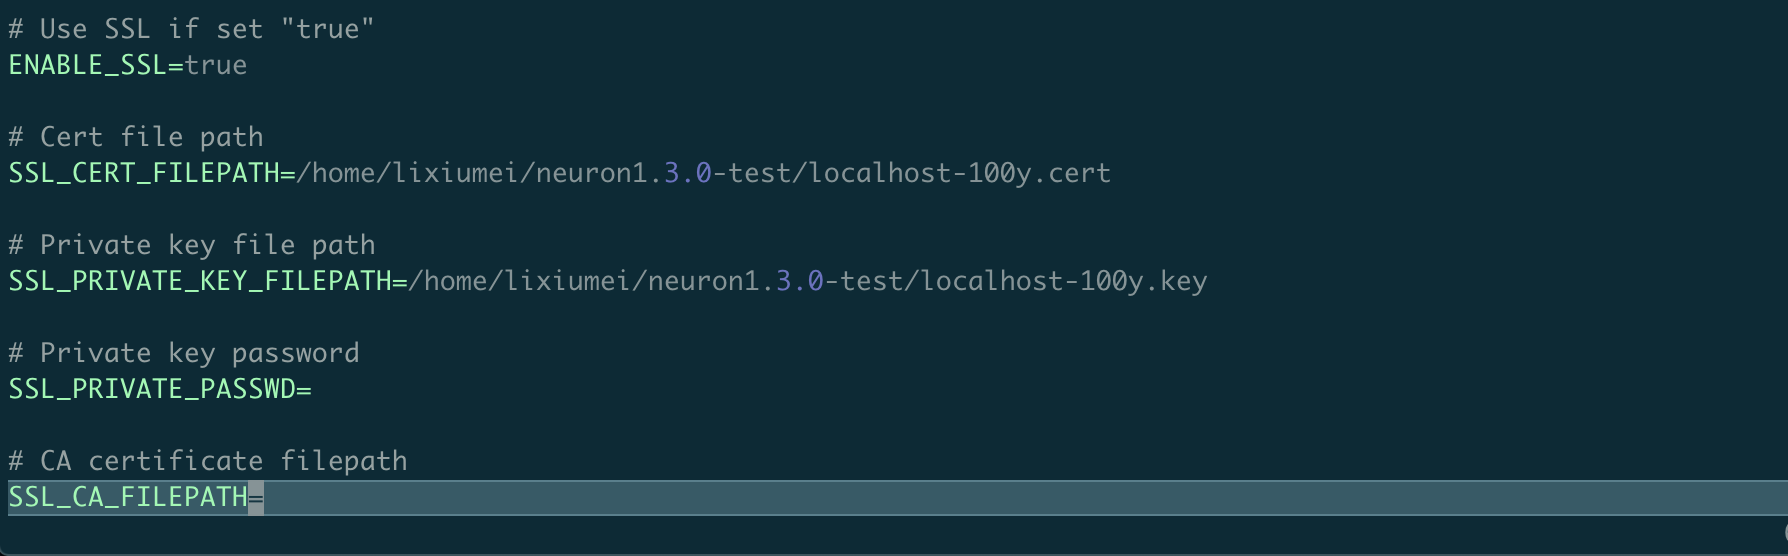 # Use SSL if set "true"
ENABLE_SSL=true
# Cert file path
SSL_CERT_FILEPATH=/home/lixiumei/neuron1.3.0-test/localhost-100y.cert
# Private key file path
SSL_PRIVATE_KEY_FILEPATH=/home/lixiumei/neuron1.3.0-test/localhost-100y.key
# Private key password
SSL_PRIVATE_PASSWD=
# CA certificate filepath
SSL_CA_FILEPATH=